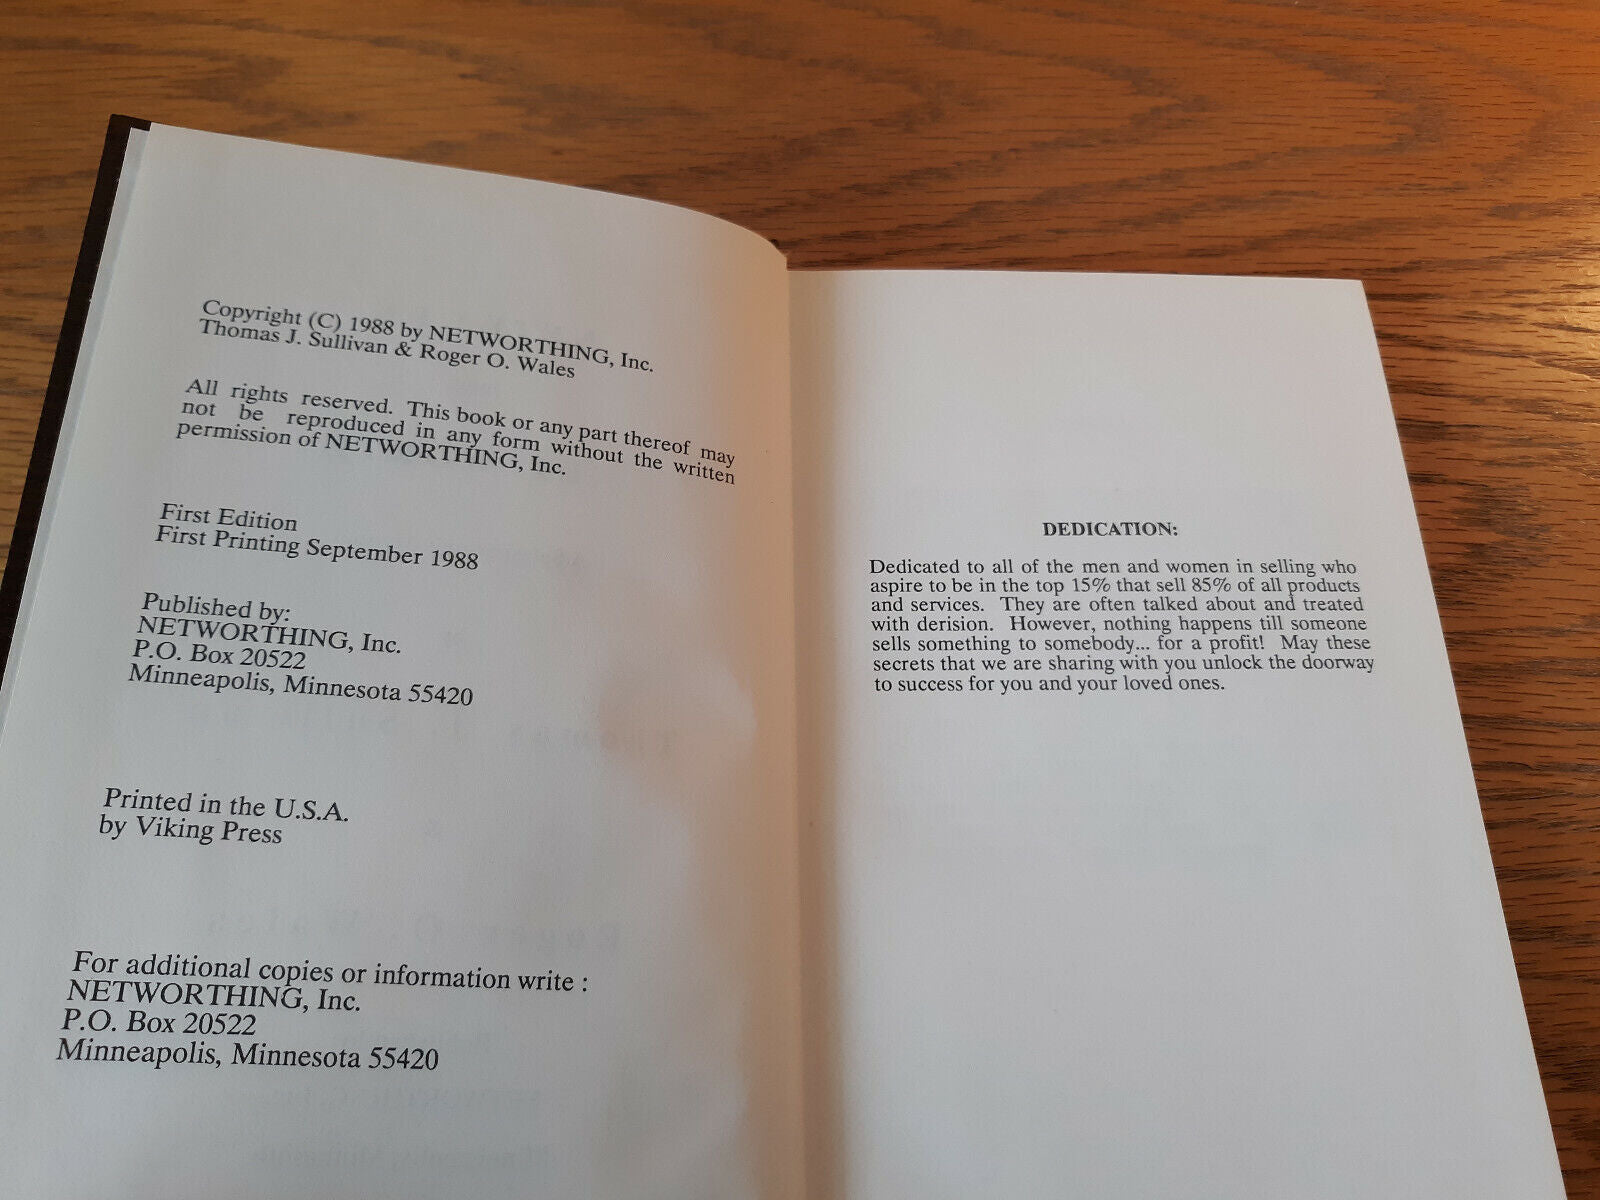 Copyright (C) 1988 by NETWORTHING, Inc.
Thomas J. Sullivan & Roger O. Wales
All rights reserved. This book or any part thereof may
not be reproduced in any form without the written
permission of NETWORTHING, Inc.
First Edition
First Printing September 1988
Published by:
NETWORTHING, Inc.
P.O. Box 20522
Minneapolis, Minnesota 55420
Printed in the U.S.A.
by Viking Press
For additional copies or information write :
NETWORTHING, Inc.
P.O. Box 20522
Minneapolis, Minnesota 55420
DEDICATION:
Dedicated to all of the men and women in selling who
aspire to be in the top 15% that sell 85% of all products
and services. They are often talked about and treated
with derision. However, nothing happens till someone
sells something to somebody... for a profit! May these
secrets that we are sharing with you unlock the doorway
to success for you and your loved ones.